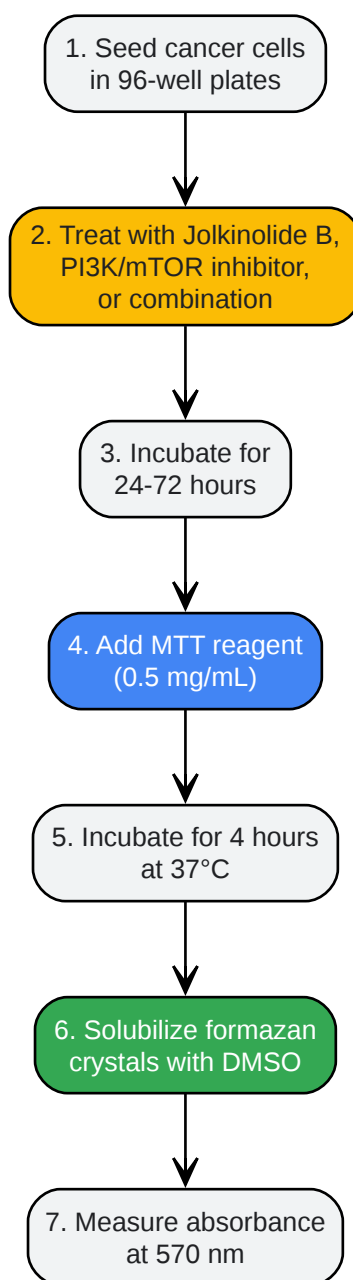 1. Seed cancer cells
in 96-well plates
2. Treat with Jolkinolide B,
PI3K/mTOR inhibitor,
or combination
3. Incubate for
24-72 hours
4. Add MTT reagent
(0.5 mg/mL)
5. Incubate for 4 hours
at 37°C
6. Solubilize formazan
crystals with DMSO
7. Measure absorbance
at 570 nm